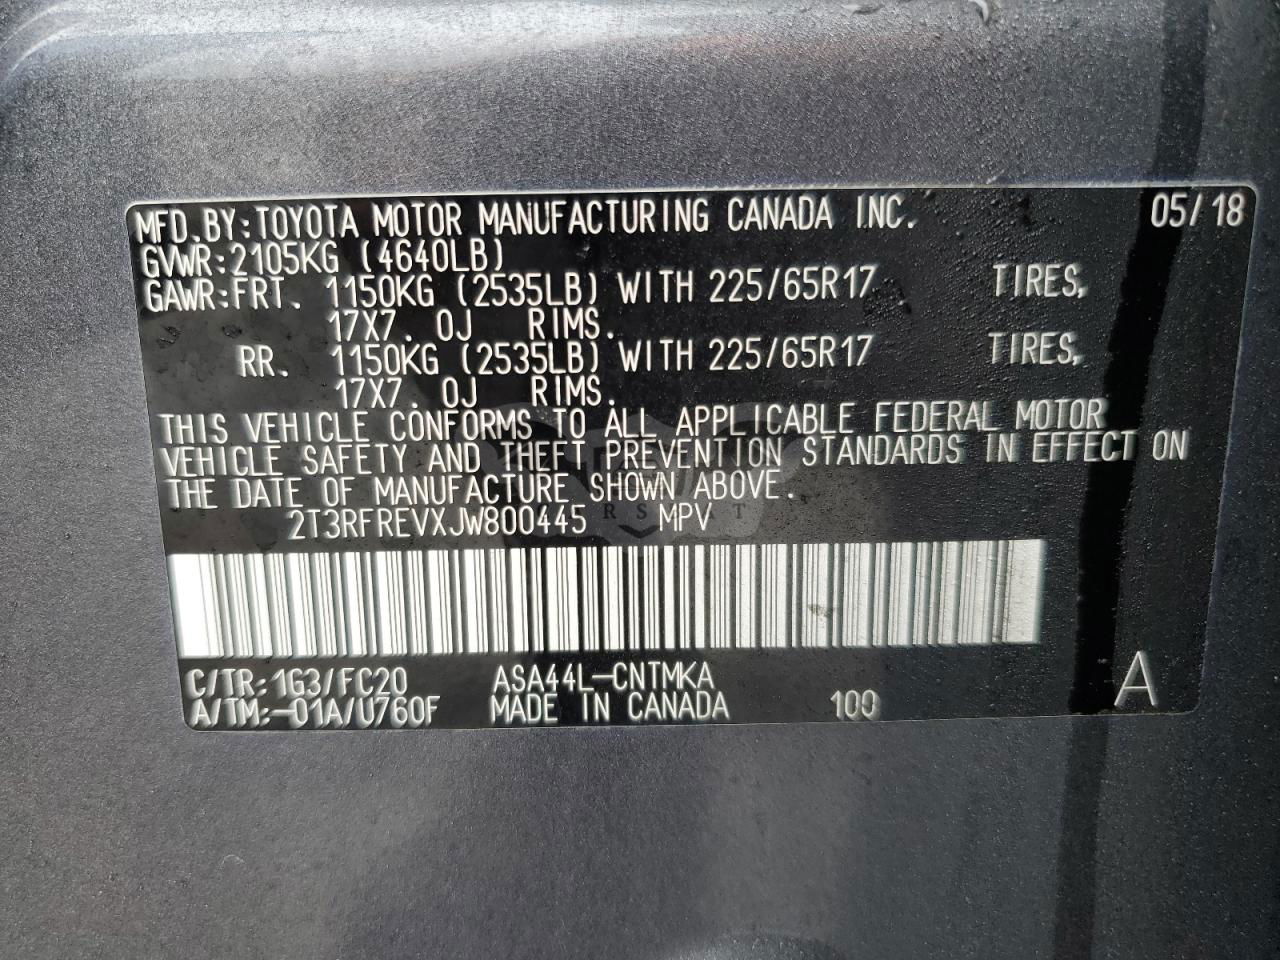 MFD.BY:TOYOTA MOTOR MANUFACTURING CANADA INC. 05/18
GVWR:2105KG (4640LB)
GAWR:FRT. 1150KG (2535LB) WITH 225/65R17 TIRES,
17X7.0J RIMS.
RR. 1150KG (2535LB) WITH 225/65R17 TIRES,
17X7.0J RIMS.
THIS VEHICLE CONFORMS TO ALL APPLICABLE FEDERAL MOTOR
VEHICLE SAFETY AND THEFT PREVENTION STANDARDS IN EFFECT ON
THE DATE OF MANUFACTURE SHOWN ABOVE.
2T3RFREVXJW800445 MPV
C/TR:1G3/FC20 ASA44L-CNTMKA
A/TM:-01A/U760F MADE IN CANADA 100 A